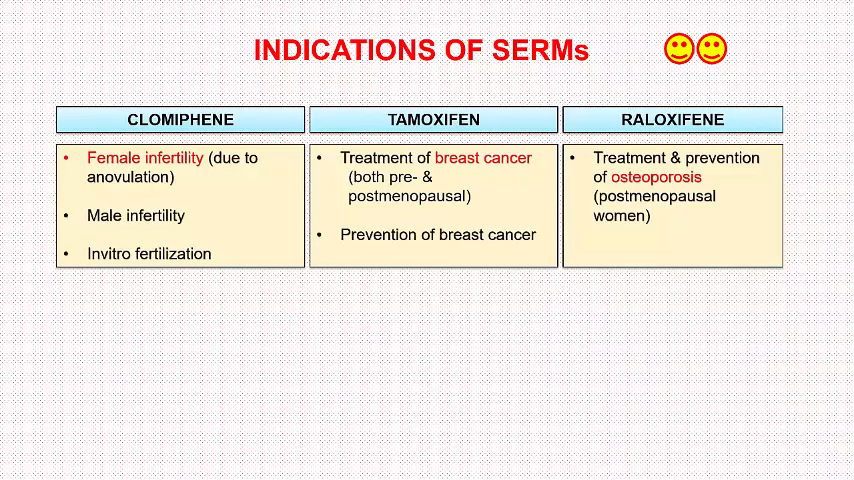 INDICATIONS OF SERMs
CLOMIPHENE
• Female infertility (due to
anovulation)
• Male infertility
• Invitro fertilization
TAMOXIFEN
• Treatment of breast cancer
(both pre- &
postmenopausal)
• Prevention of breast cancer
RALOXIFENE
• Treatment & prevention
of osteoporosis
(postmenopausal
women)